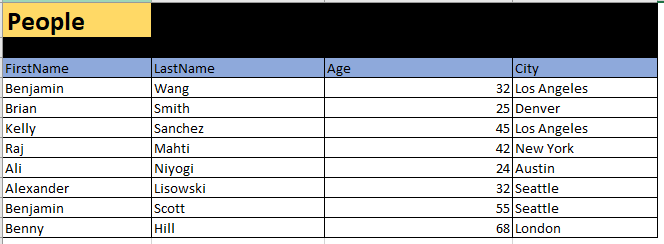 People
FirstName LastName Age City
Benjamin Wang 32 Los Angeles
Brian Smith 25 Denver
Kelly Sanchez 45 Los Angeles
Raj Mahti 42 New York
Ali Niyogi 24 Austin
Alexander Lisowski 32 Seattle
Benjamin Scott 55 Seattle
Benny Hill 68 London